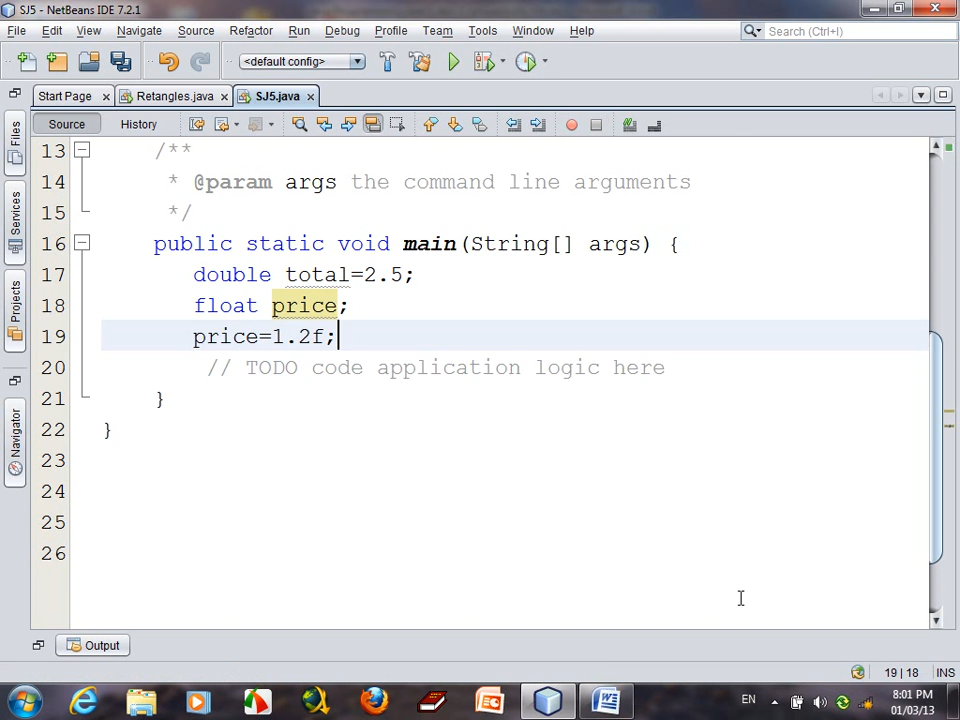 SJ5 - NetBeans IDE 7.2.1
File Edit View Navigate Source Refactor Run Debug Profile Team Tools Window Help
Search (Ctrl+I)
<default config>
Start Page Retangles.java SJ5.java
Source History
Files
Services
Projects
Navigator
13 /**
14 * @param args the command line arguments
15 */
16 public static void main(String[] args) {
17 double total=2.5;
18 float price;
19 price=1.2f;
20 // TODO code application logic here
21 }
22 }
23
24
25
26
Output
19 | 18 INS
EN
8:01 PM
01/03/13